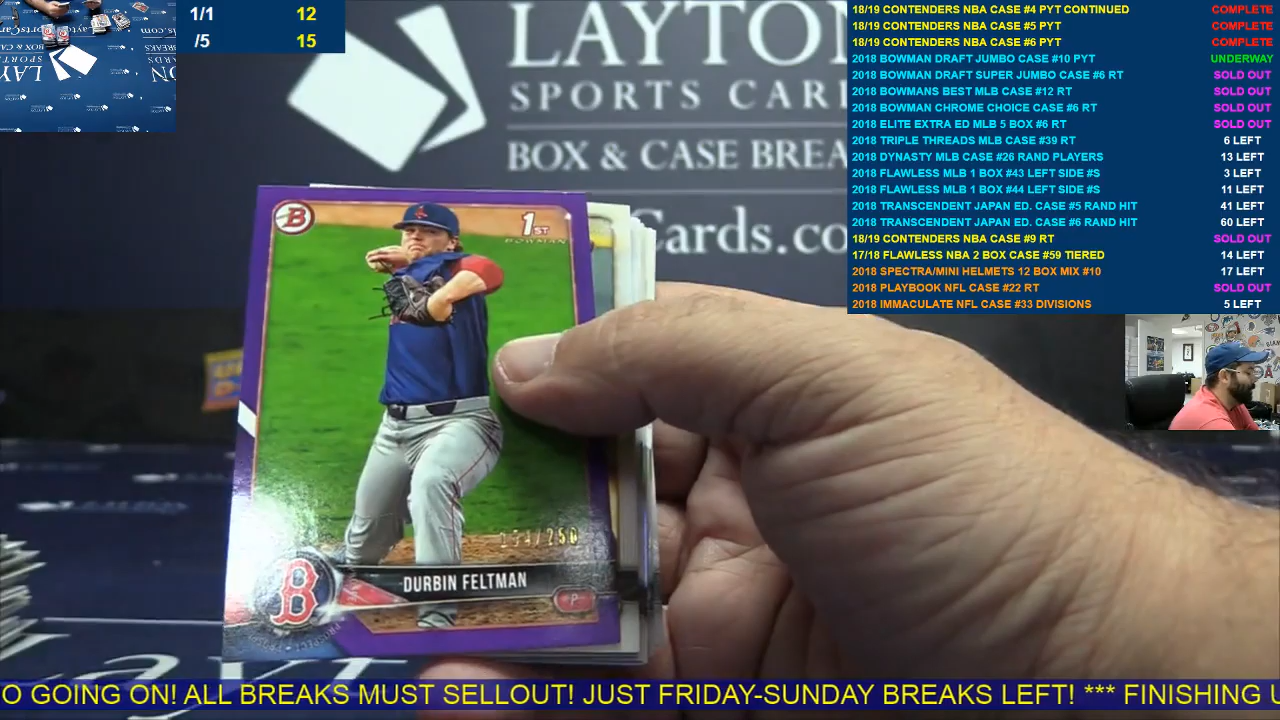 1/1 12
/5 15
LAYTON
SPORTS CAR
BOX & CASE BREA
Cards.co
18/19 CONTENDERS NBA CASE #4 PYT CONTINUED COMPLETE
18/19 CONTENDERS NBA CASE #5 PYT COMPLETE
18/19 CONTENDERS NBA CASE #6 PYT COMPLETE
2018 BOWMAN DRAFT JUMBO CASE #10 PYT UNDERWAY
2018 BOWMAN DRAFT SUPER JUMBO CASE #6 RT SOLD OUT
2018 BOWMANS BEST MLB CASE #12 RT SOLD OUT
2018 BOWMAN CHROME CHOICE CASE #6 RT SOLD OUT
2018 ELITE EXTRA ED MLB 5 BOX #6 RT SOLD OUT
2018 TRIPLE THREADS MLB CASE #39 RT 6 LEFT
2018 DYNASTY MLB CASE #26 RAND PLAYERS 13 LEFT
2018 FLAWLESS MLB 1 BOX #43 LEFT SIDE #S 3 LEFT
2018 FLAWLESS MLB 1 BOX #44 LEFT SIDE #S 11 LEFT
2018 TRANSCENDENT JAPAN ED. CASE #5 RAND HIT 41 LEFT
2018 TRANSCENDENT JAPAN ED. CASE #6 RAND HIT 60 LEFT
18/19 CONTENDERS NBA CASE #9 RT SOLD OUT
17/18 FLAWLESS NBA 2 BOX CASE #59 TIERED 14 LEFT
2018 SPECTRA/MINI HELMETS 12 BOX MIX #10 17 LEFT
2018 PLAYBOOK NFL CASE #22 RT SOLD OUT
2018 IMMACULATE NFL CASE #33 DIVISIONS 5 LEFT
B
1ST
BOWMAN
/250
B
DURBIN FELTMAN
P
O GOING ON! ALL BREAKS MUST SELLOUT! JUST FRIDAY-SUNDAY BREAKS LEFT! *** FINISHING U